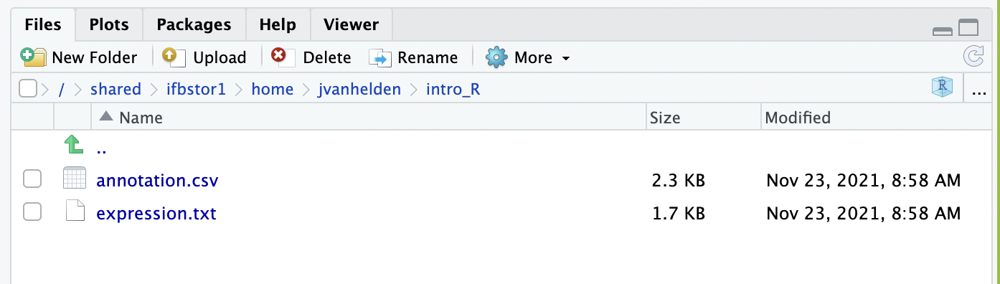 Files Plots Packages Help Viewer
New Folder Upload Delete Rename More
/ shared ifbstor1 home jvanhelden intro_R R ...
Name Size Modified
..
annotation.csv 2.3 KB Nov 23, 2021, 8:58 AM
expression.txt 1.7 KB Nov 23, 2021, 8:58 AM